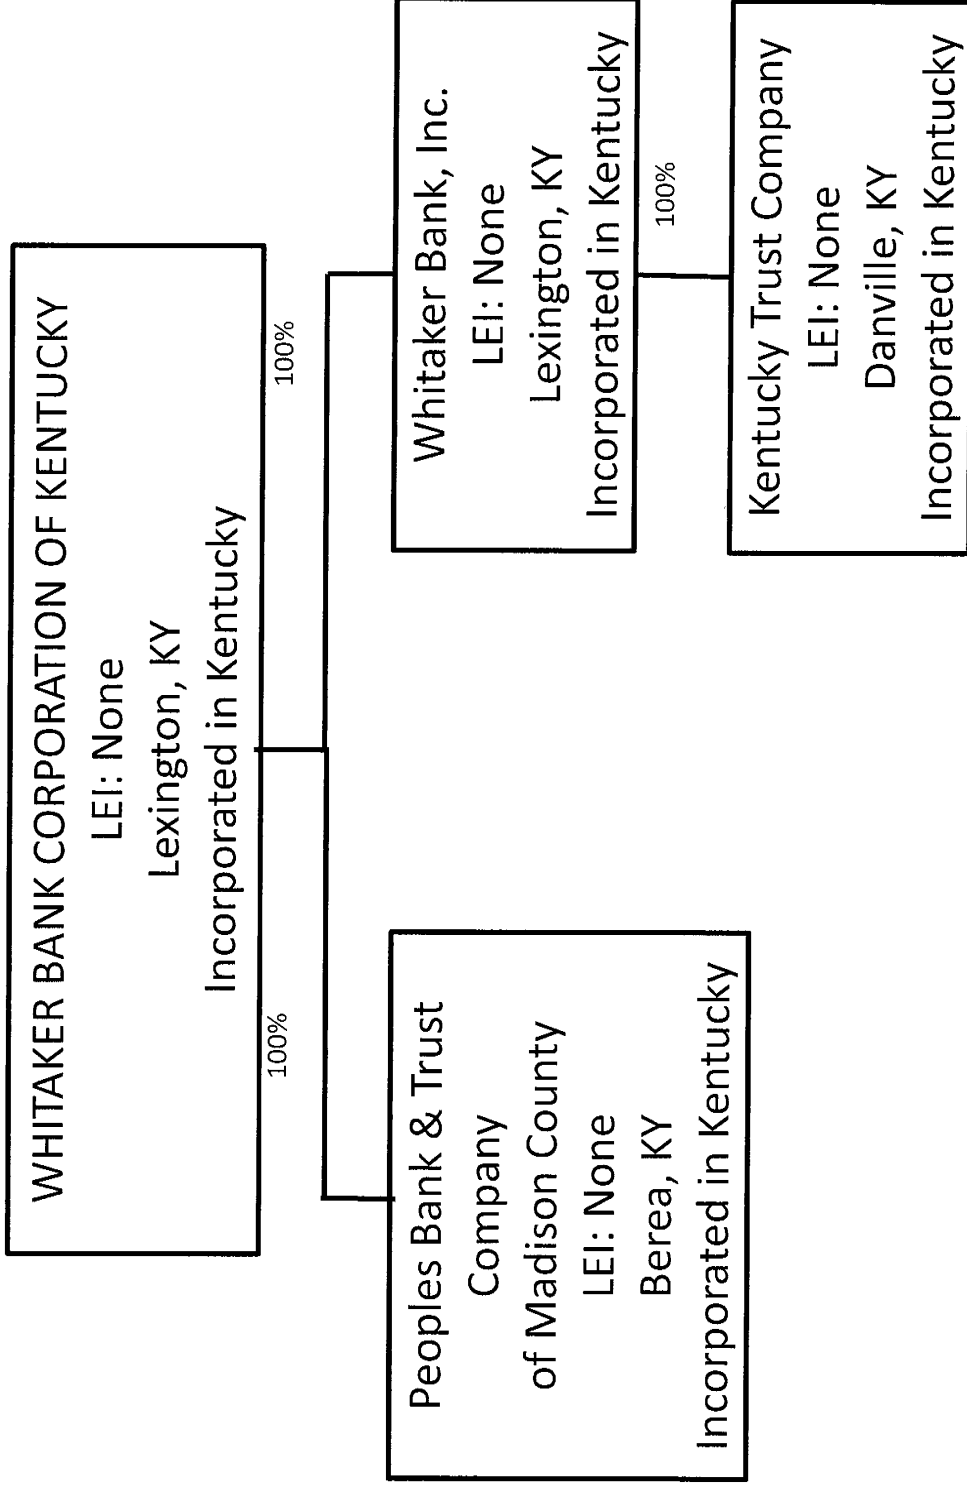 WHITAKER BANK CORPORATION OF KENTUCKY
LEI: None
Lexington, KY
Incorporated in Kentucky
100%
100%
Peoples Bank & Trust
Company
of Madison County
LEI: None
Berea, KY
Incorporated in Kentucky
Whitaker Bank, Inc.
LEI: None
Lexington, KY
Incorporated in Kentucky
100%
Kentucky Trust Company
LEI: None
Danville, KY
Incorporated in Kentucky